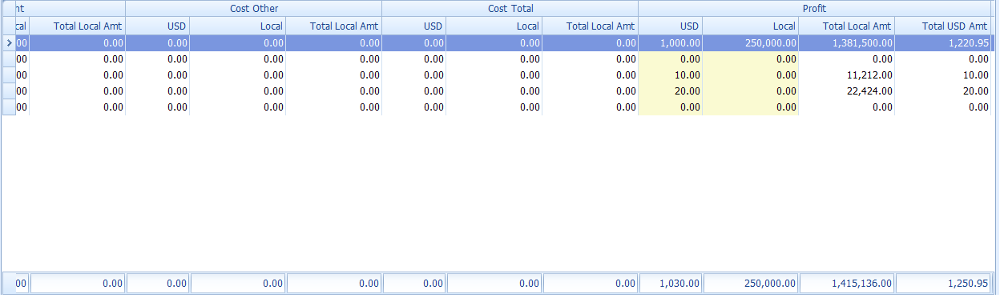 nt Cost Other Cost Total Profit
cal Total Local Amt USD Local Total Local Amt USD Local Total Local Amt USD Local Total Local Amt Total USD Amt
00 0.00 0.00 0.00 0.00 0.00 0.00 0.00 1,000.00 250,000.00 1,381,500.00 1,220.95
00 0.00 0.00 0.00 0.00 0.00 0.00 0.00 0.00 0.00 0.00 0.00
00 0.00 0.00 0.00 0.00 0.00 0.00 0.00 10.00 0.00 11,212.00 10.00
00 0.00 0.00 0.00 0.00 0.00 0.00 0.00 20.00 0.00 22,424.00 20.00
00 0.00 0.00 0.00 0.00 0.00 0.00 0.00 0.00 0.00 0.00 0.00
00 0.00 0.00 0.00 0.00 0.00 0.00 0.00 1,030.00 250,000.00 1,415,136.00 1,250.95